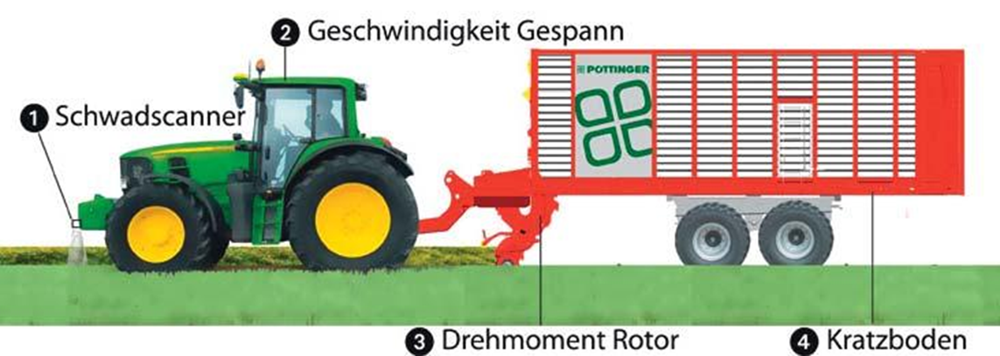 2 Geschwindigkeit Gespann
PÖTTINGER
1 Schwadscanner
3 Drehmoment Rotor
4 Kratzboden